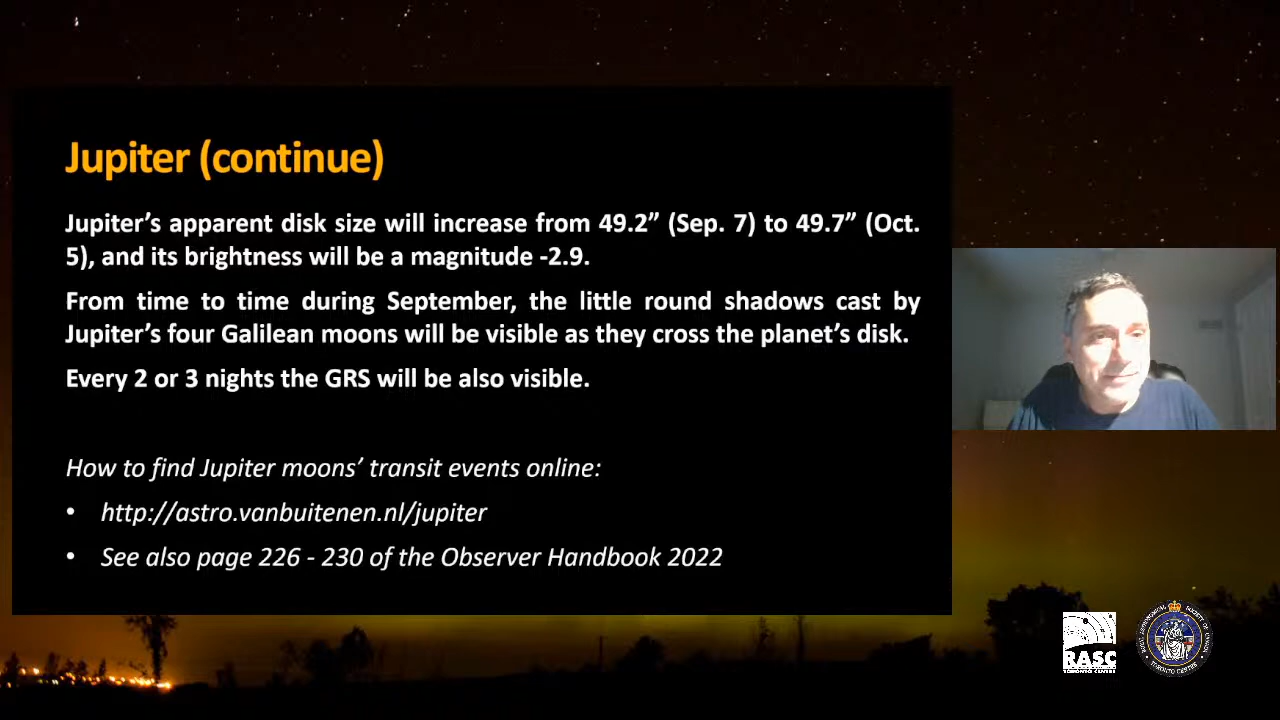 Jupiter (continue)
Jupiter’s apparent disk size will increase from 49.2” (Sep. 7) to 49.7” (Oct.
5), and its brightness will be a magnitude -2.9.
From time to time during September, the little round shadows cast by
Jupiter’s four Galilean moons will be visible as they cross the planet’s disk.
Every 2 or 3 nights the GRS will be also visible.
How to find Jupiter moons’ transit events online:
• http://astro.vanbuitenen.nl/jupiter
• See also page 226 - 230 of the Observer Handbook 2022
RASC
TORONTO CENTRE
TORONTO CENTRE